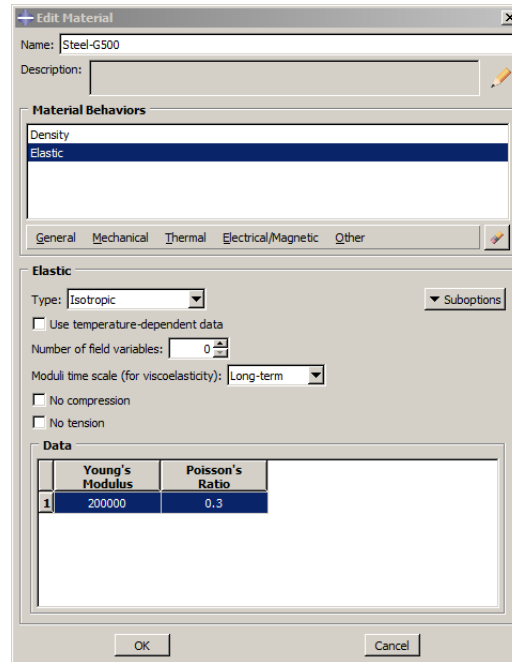 Edit Material
Name: Steel-G500
Description:
Material Behaviors
Density
Elastic
General Mechanical Thermal Electrical/Magnetic Other
Elastic
Type: Isotropic Suboptions
Use temperature-dependent data
Number of field variables: 0
Moduli time scale (for viscoelasticity): Long-term
No compression
No tension
Data
Young's Poisson's
Modulus Ratio
1 200000 0.3
OK Cancel